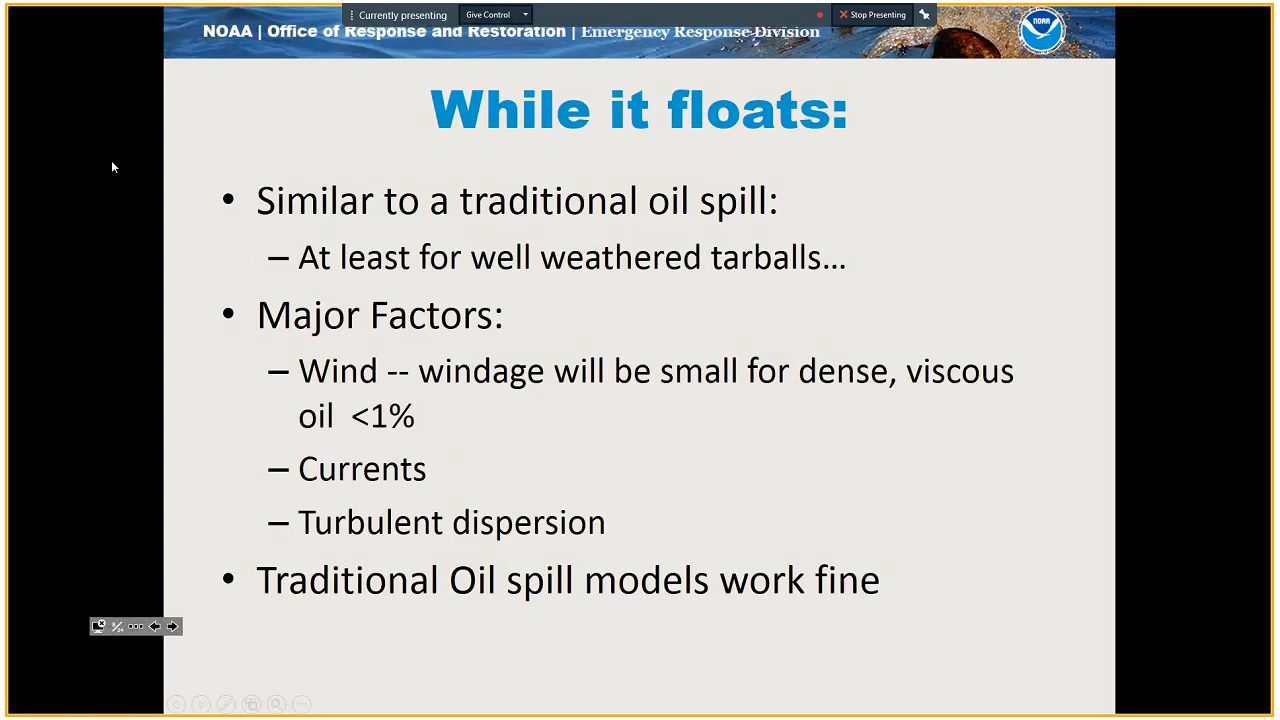 Currently presenting
Give Control
Stop Presenting
NOAA | Office of Response and Restoration | Emergency Response Division
NOAA
While it floats:
• Similar to a traditional oil spill:
– At least for well weathered tarballs…
• Major Factors:
– Wind -- windage will be small for dense, viscous
oil <1%
– Currents
– Turbulent dispersion
• Traditional Oil spill models work fine